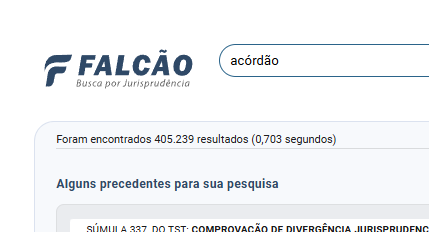 FALCÃO
Busca por Jurisprudência
acórdão
Foram encontrados 405.239 resultados (0,703 segundos)
Alguns precedentes para sua pesquisa
SÚMULA 337, DO TST: COMPROVAÇÃO DE DIVERGÊNCIA JURISPRUDENC